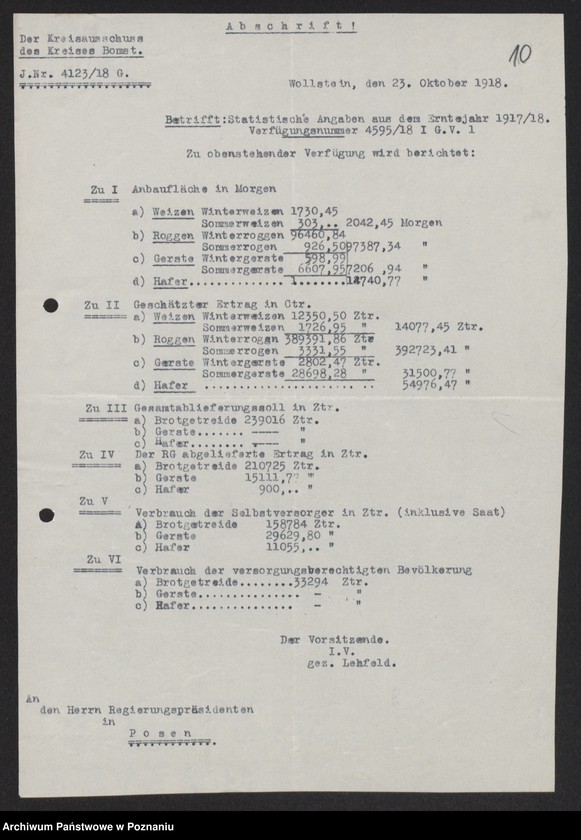 A b s c h r i f t !
Der Kreisausschuss
des Kreises Bomst.
10
J.Nr. 4123/18 G.
Wollstein, den 23. Oktober 1918.
Betrifft:Statistische Angaben aus dem Erntejahr 1917/18.
Verfügungsnummer 4595/18 I G.V. 1
Zu obenstehender Verfügung wird berichtet:
Zu I Anbaufläche in Morgen
a) Weizen Winterweizen 1730,45
Sommerweizen 303,.. 2042,45 Morgen
b) Roggen Winterroggen 96460,84
Sommerrogen 926,50 97387,34 "
c) Gerste Wintergerste 598,99
Sommergerste 6607,95 7206 ,94 "
d) Hafer.............. 740,77 "
Zu II Geschätzter Ertrag in Ctr.
a) Weizen Winterweizen 12350,50 Ztr.
Sommerweizen 1726,95 " 14077,45 Ztr.
b) Roggen Winterrogan 389391,86 Ztr
Sommerrogen 3331,55 " 392723,41 "
c) Gerste Wintergerste 2802,47 Ztr.
Sommergerste 28698,28 " 31500,77 "
d) Hafer ...................... .. 54976,47 "
Zu III Gesamtablieferungssoll in Ztr.
a) Brotgetreide 239016 Ztr.
b) Gerste....... ---- "
c) Hafer........ ---- "
Zu IV Der RG abgelieferte Ertrag in Ztr.
a) Brotgetreide 210725 Ztr.
b) Gerste 15111,77 "
c) Hafer 900,.. "
Zu V Verbrauch der Selbstversorger in Ztr. (inklusive Saat)
a) Brotgetreide 158784 Ztr.
b) Gerste 29629,80 "
c) Hafer 11055,.. "
Zu VI Verbrauch der versorgungsberechtigten Bevölkerung
a) Brotgetreide........33294 Ztr.
b) Gerste............... - "
c) Hafer............... - "
Der Vorsitzende.
I.V.
gez. Lehfeld.
An
den Herrn Regierungspräsidenten
in
P o s e n
Archiwum Państwowe w Poznaniu